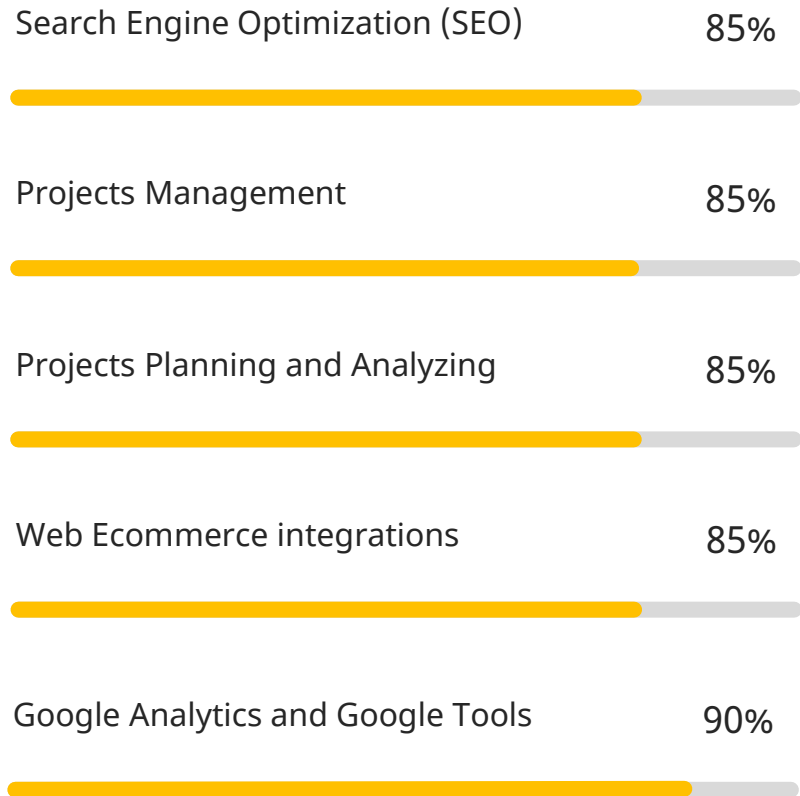 Search Engine Optimization (SEO) 85%
Projects Management 85%
Projects Planning and Analyzing 85%
Web Ecommerce integrations 85%
Google Analytics and Google Tools 90%